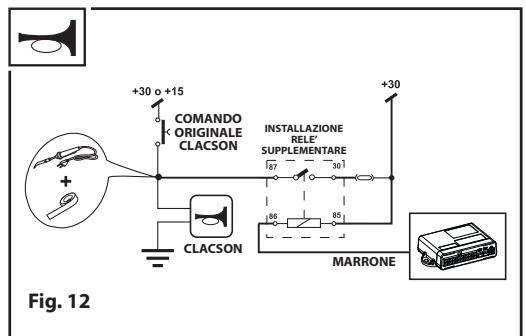 +30 o +15
+30
COMANDO
ORIGINALE
CLACSON
INSTALLAZIONE
RELE'
SUPPLEMENTARE
87
30
+
86
85
CLACSON
MARRONE
Fig. 12